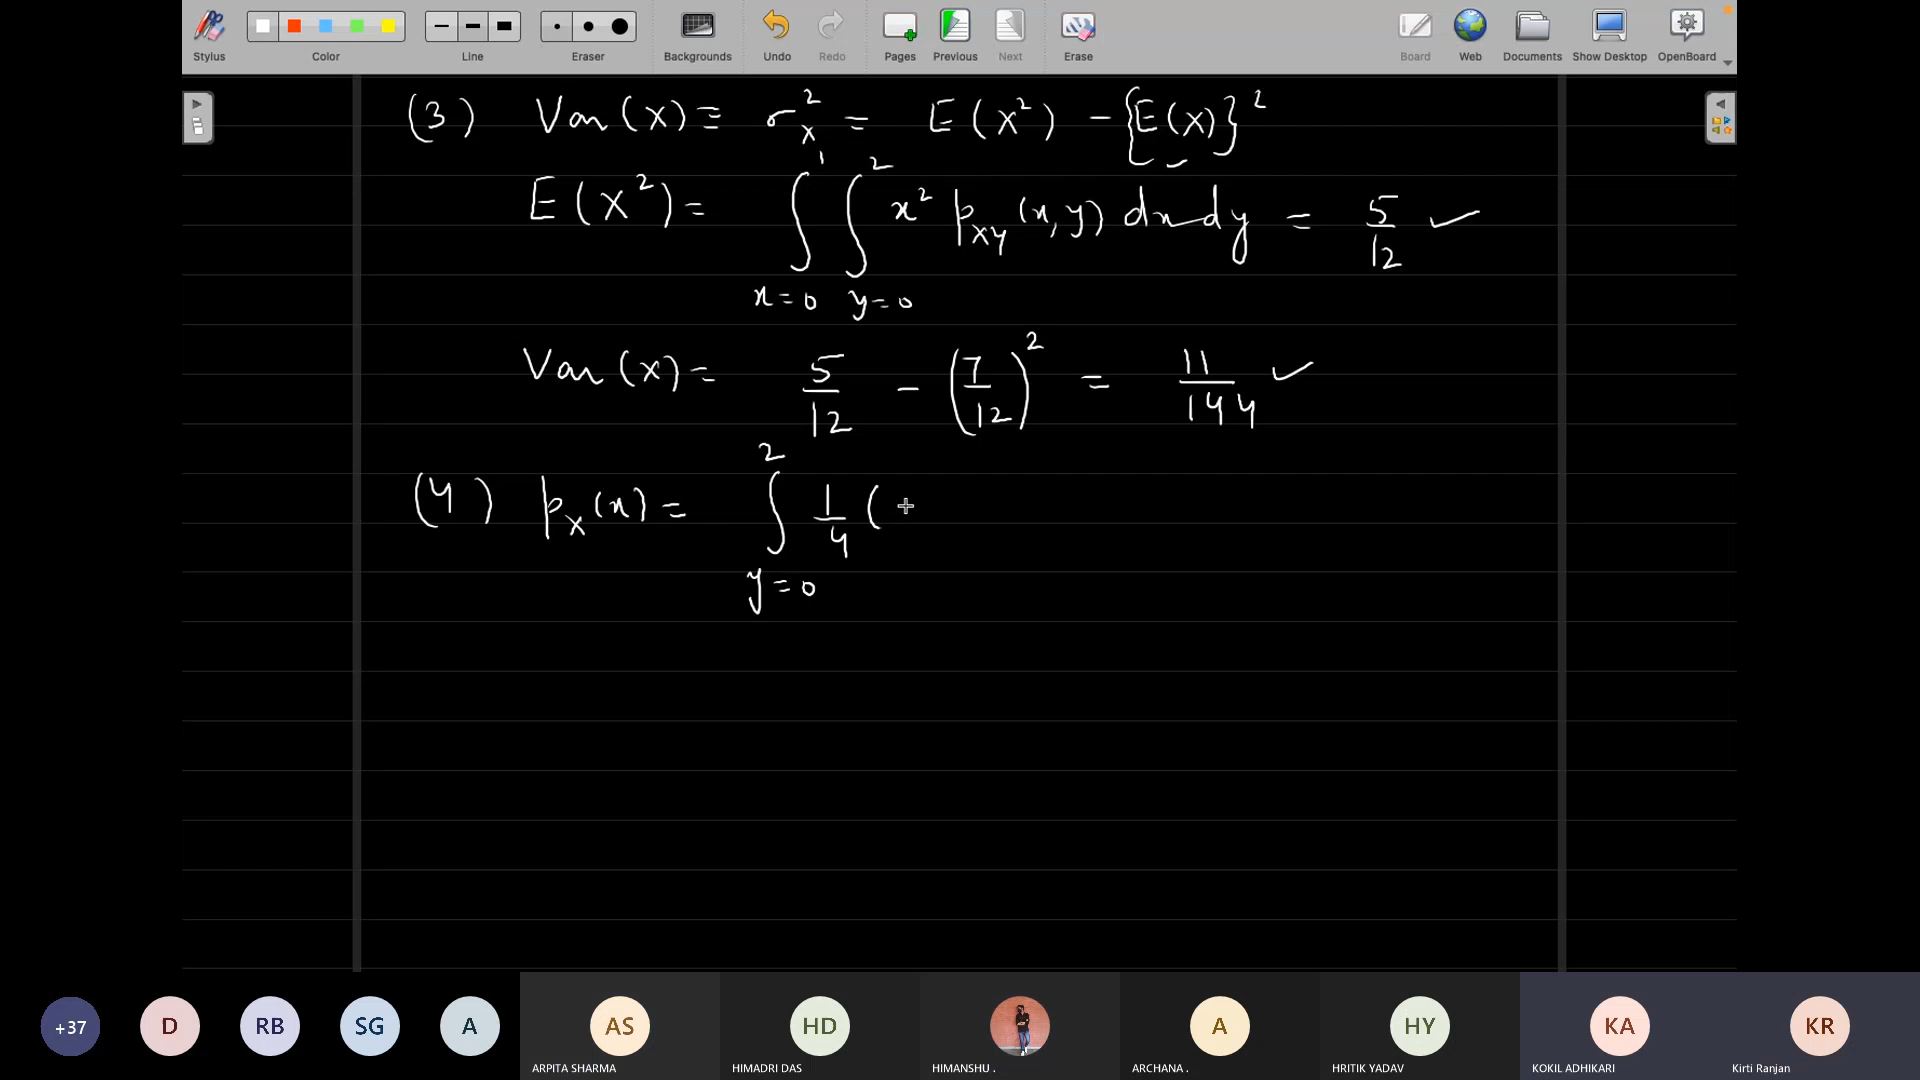 Stylus Color Line Eraser Backgrounds Undo Redo Pages Previous Next Erase Board Web Documents Show Desktop OpenBoard
(3) Var (X) ≡ σ_X^2 = E(X^2) - {E(X)}^2
E(X^2) = ∫_{x=0}^{1} ∫_{y=0}^{2} x^2 p_{XY}(x,y) dx dy = 5/12 ✓
Var (X) = 5/12 - (7/12)^2 = 11/144 ✓
(4) p_X(x) = ∫_{y=0}^{2} 1/4 (
+37 D RB SG A AS HD A HY KA KR
ARPITA SHARMA HIMADRI DAS HIMANSHU . ARCHANA . HRITIK YADAV KOKIL ADHIKARI Kirti Ranjan